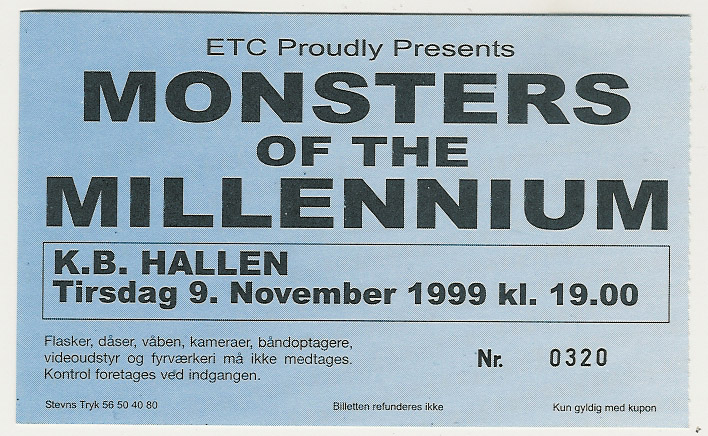 ETC Proudly Presents
MONSTERS
OF THE
MILLENNIUM
K.B. HALLEN
Tirsdag 9. November 1999 kl. 19.00
Flasker, dåser, våben, kameraer, båndoptagere,
videoudstyr og fyrværkeri må ikke medtages.
Kontrol foretages ved indgangen.
Nr. 0320
Stevns Tryk 56 50 40 80 Billetten refunderes ikke Kun gyldig med kupon